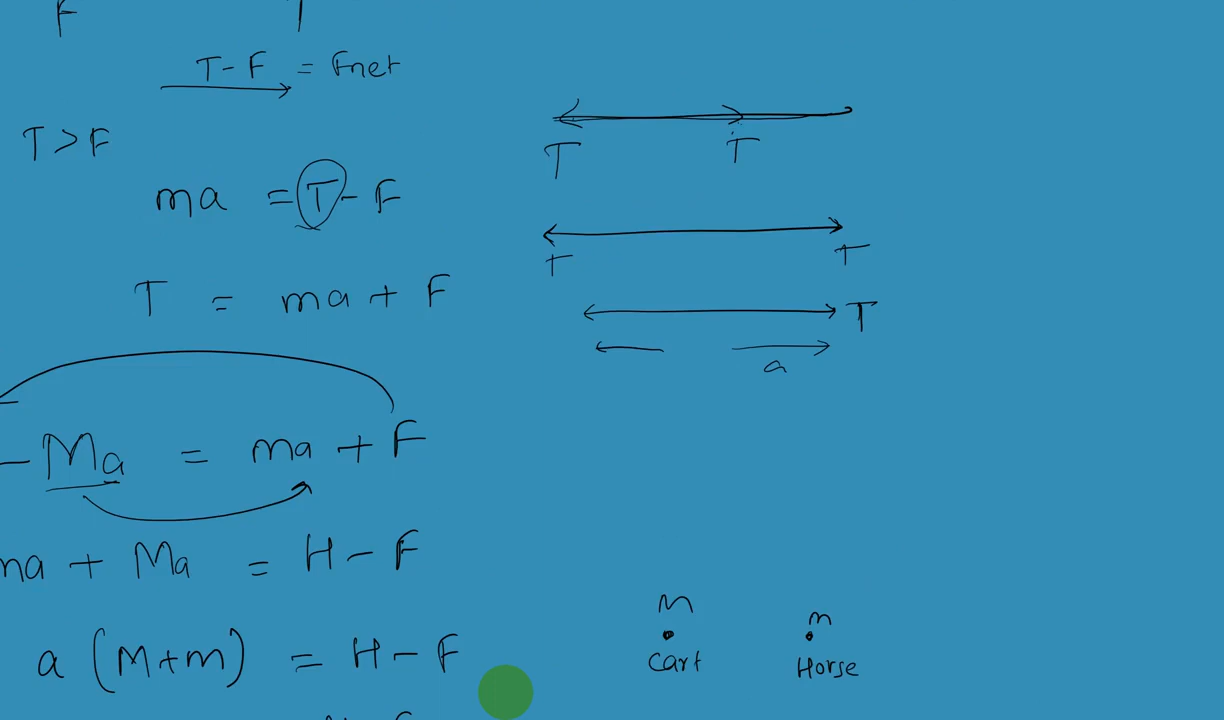 F T
T - F = Fnet
T > F
ma = T - F
T = ma + F
T T
T T
T
a
- Ma = ma + F
ma + Ma = H - F
a (M+m) = H - F
M m
Cart Horse